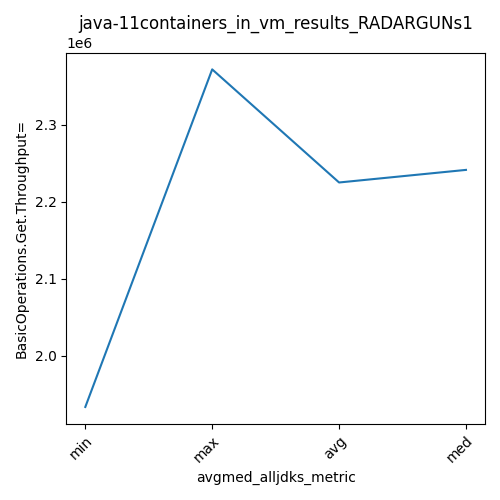 java-11containers_in_vm_results_RADARGUNs1
1e6
BasicOperations.Get.Throughput=
2.3
2.2
2.1
2.0
min
max
avg
med
avgmed_alljdks_metric